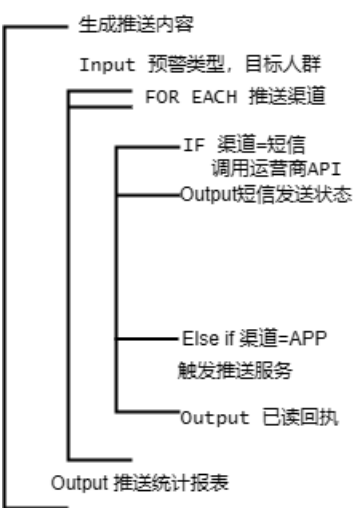 生成推送内容
Input 预警类型，目标人群
FOR EACH 推送渠道
IF 渠道=短信
调用运营商API
Output短信发送状态
Else if 渠道=APP
触发推送服务
Output 已读回执
Output 推送统计报表